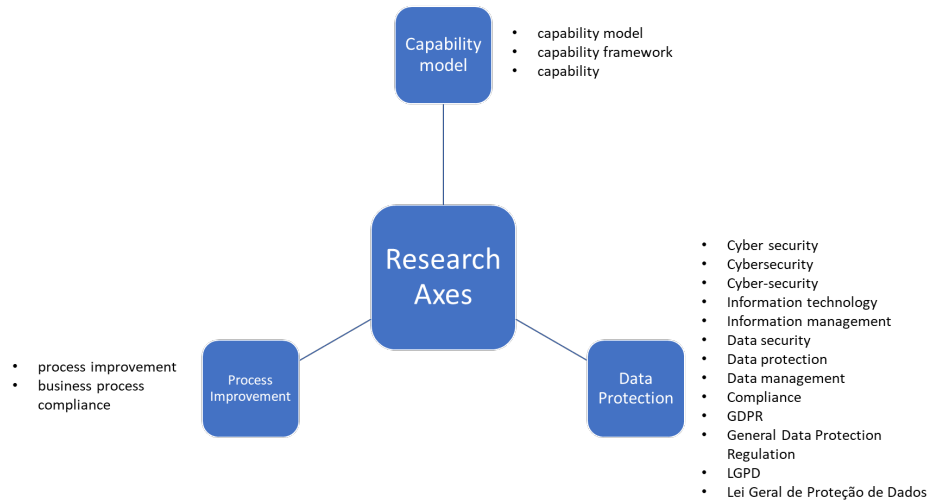 Capability
model
• capability model
• capability framework
• capability
Research
Axes
• process improvement
• business process
compliance
Process
Improvement
Data
Protection
• Cyber security
• Cybersecurity
• Cyber-security
• Information technology
• Information management
• Data security
• Data protection
• Data management
• Compliance
• GDPR
• General Data Protection
Regulation
• LGPD
• Lei Geral de Proteção de Dados